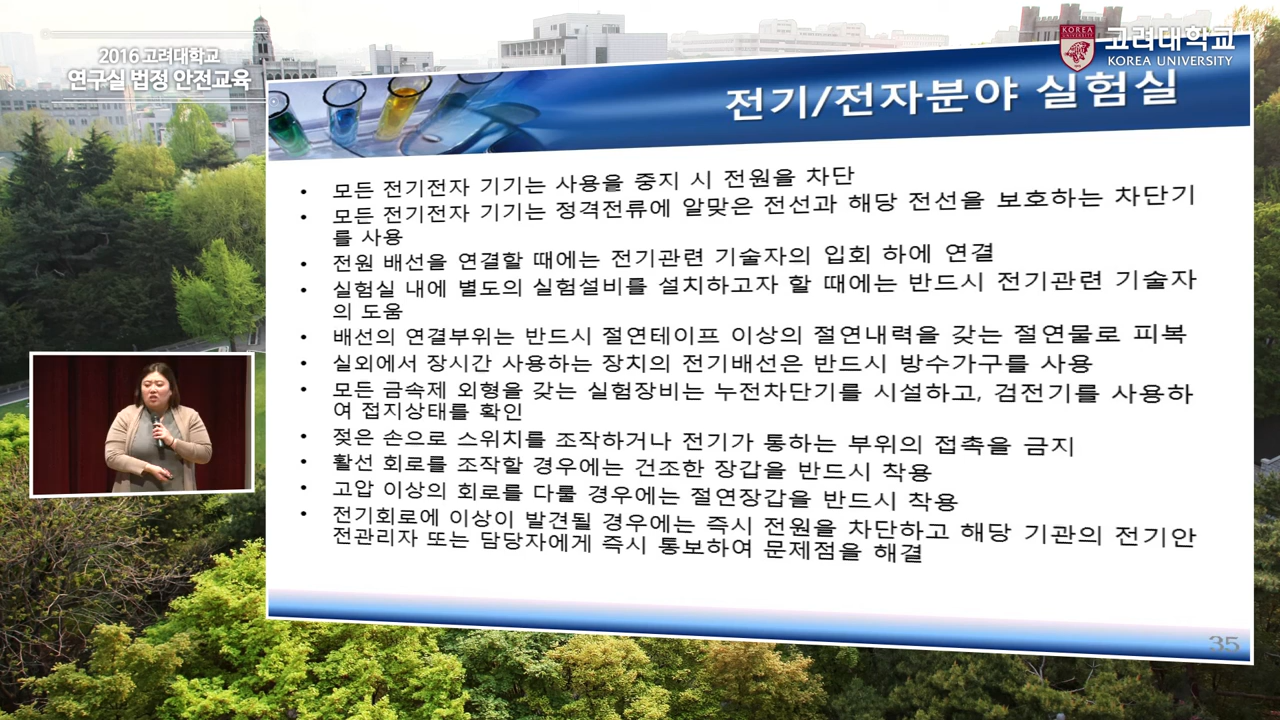 2016 고려대학교
연구실 법정 안전교육
KOREA
고려대학교
KOREA UNIVERSITY
전기/전자분야 실험실
• 모든 전기전자 기기는 사용을 중지 시 전원을 차단
• 모든 전기전자 기기는 정격전류에 알맞은 전선과 해당 전선을 보호하는 차단기
를 사용
• 전원 배선을 연결할 때에는 전기관련 기술자의 입회 하에 연결
• 실험실 내에 별도의 실험설비를 설치하고자 할 때에는 반드시 전기관련 기술자
의 도움
• 배선의 연결부위는 반드시 절연테이프 이상의 절연내력을 갖는 절연물로 피복
• 실외에서 장시간 사용하는 장치의 전기배선은 반드시 방수가구를 사용
• 모든 금속제 외형을 갖는 실험장비는 누전차단기를 시설하고, 검전기를 사용하
여 접지상태를 확인
• 젖은 손으로 스위치를 조작하거나 전기가 통하는 부위의 접촉을 금지
• 활선 회로를 조작할 경우에는 건조한 장갑을 반드시 착용
• 고압 이상의 회로를 다룰 경우에는 절연장갑을 반드시 착용
• 전기회로에 이상이 발견될 경우에는 즉시 전원을 차단하고 해당 기관의 전기안
전관리자 또는 담당자에게 즉시 통보하여 문제점을 해결
35